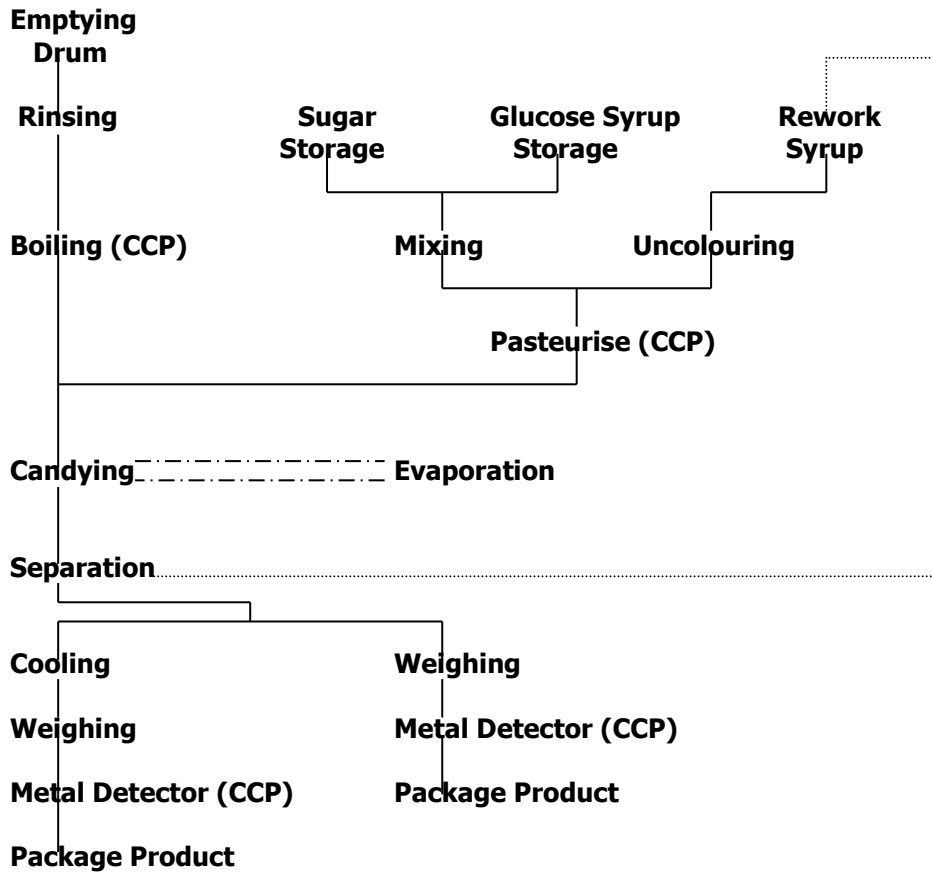 Emptying
Drum
Rinsing
Sugar
Storage
Glucose Syrup
Storage
Rework
Syrup
Boiling (CCP)
Mixing
Uncolouring
Pasteurise (CCP)
Candying
Evaporation
Separation
Cooling
Weighing
Weighing
Metal Detector (CCP)
Metal Detector (CCP)
Package Product
Package Product